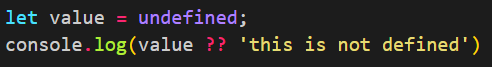 let value = undefined;
console.log(value ?? 'this is not defined')